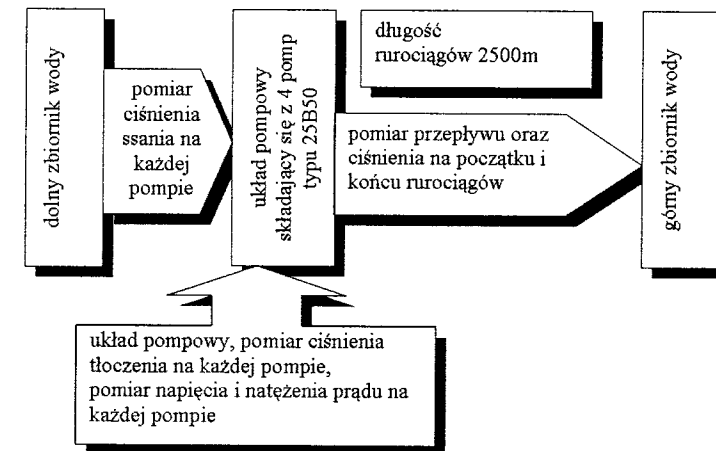 dolny zbiornik wody
pomiar
ciśnienia
ssania na
każdej
pompie
układ pompowy
składający się z 4 pomp
typu 25B50
długość
rurociągów 2500m
pomiar przepływu oraz
ciśnienia na początku i
końcu rurociągów
górny zbiornik wody
układ pompowy, pomiar ciśnienia
tłoczenia na każdej pompie,
pomiar napięcia i natężenia prądu na
każdej pompie